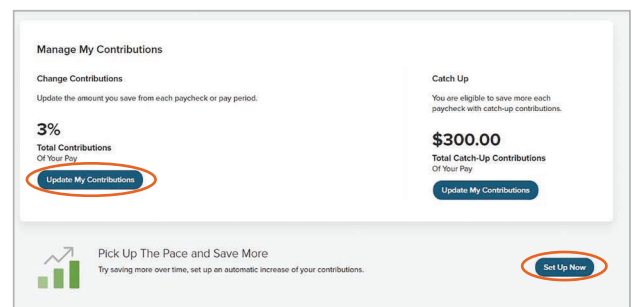 Manage My Contributions
Change Contributions
Update the amount you save from each paycheck or pay period.
3%
Total Contributions
Of Your Pay
Update My Contributions
Catch Up
You are eligible to save more each
paycheck with catch-up contributions.
$300.00
Total Catch-Up Contributions
Of Your Pay
Update My Contributions
Pick Up The Pace and Save More
Try saving more over time, set up an automatic increase of your contributions.
Set Up Now